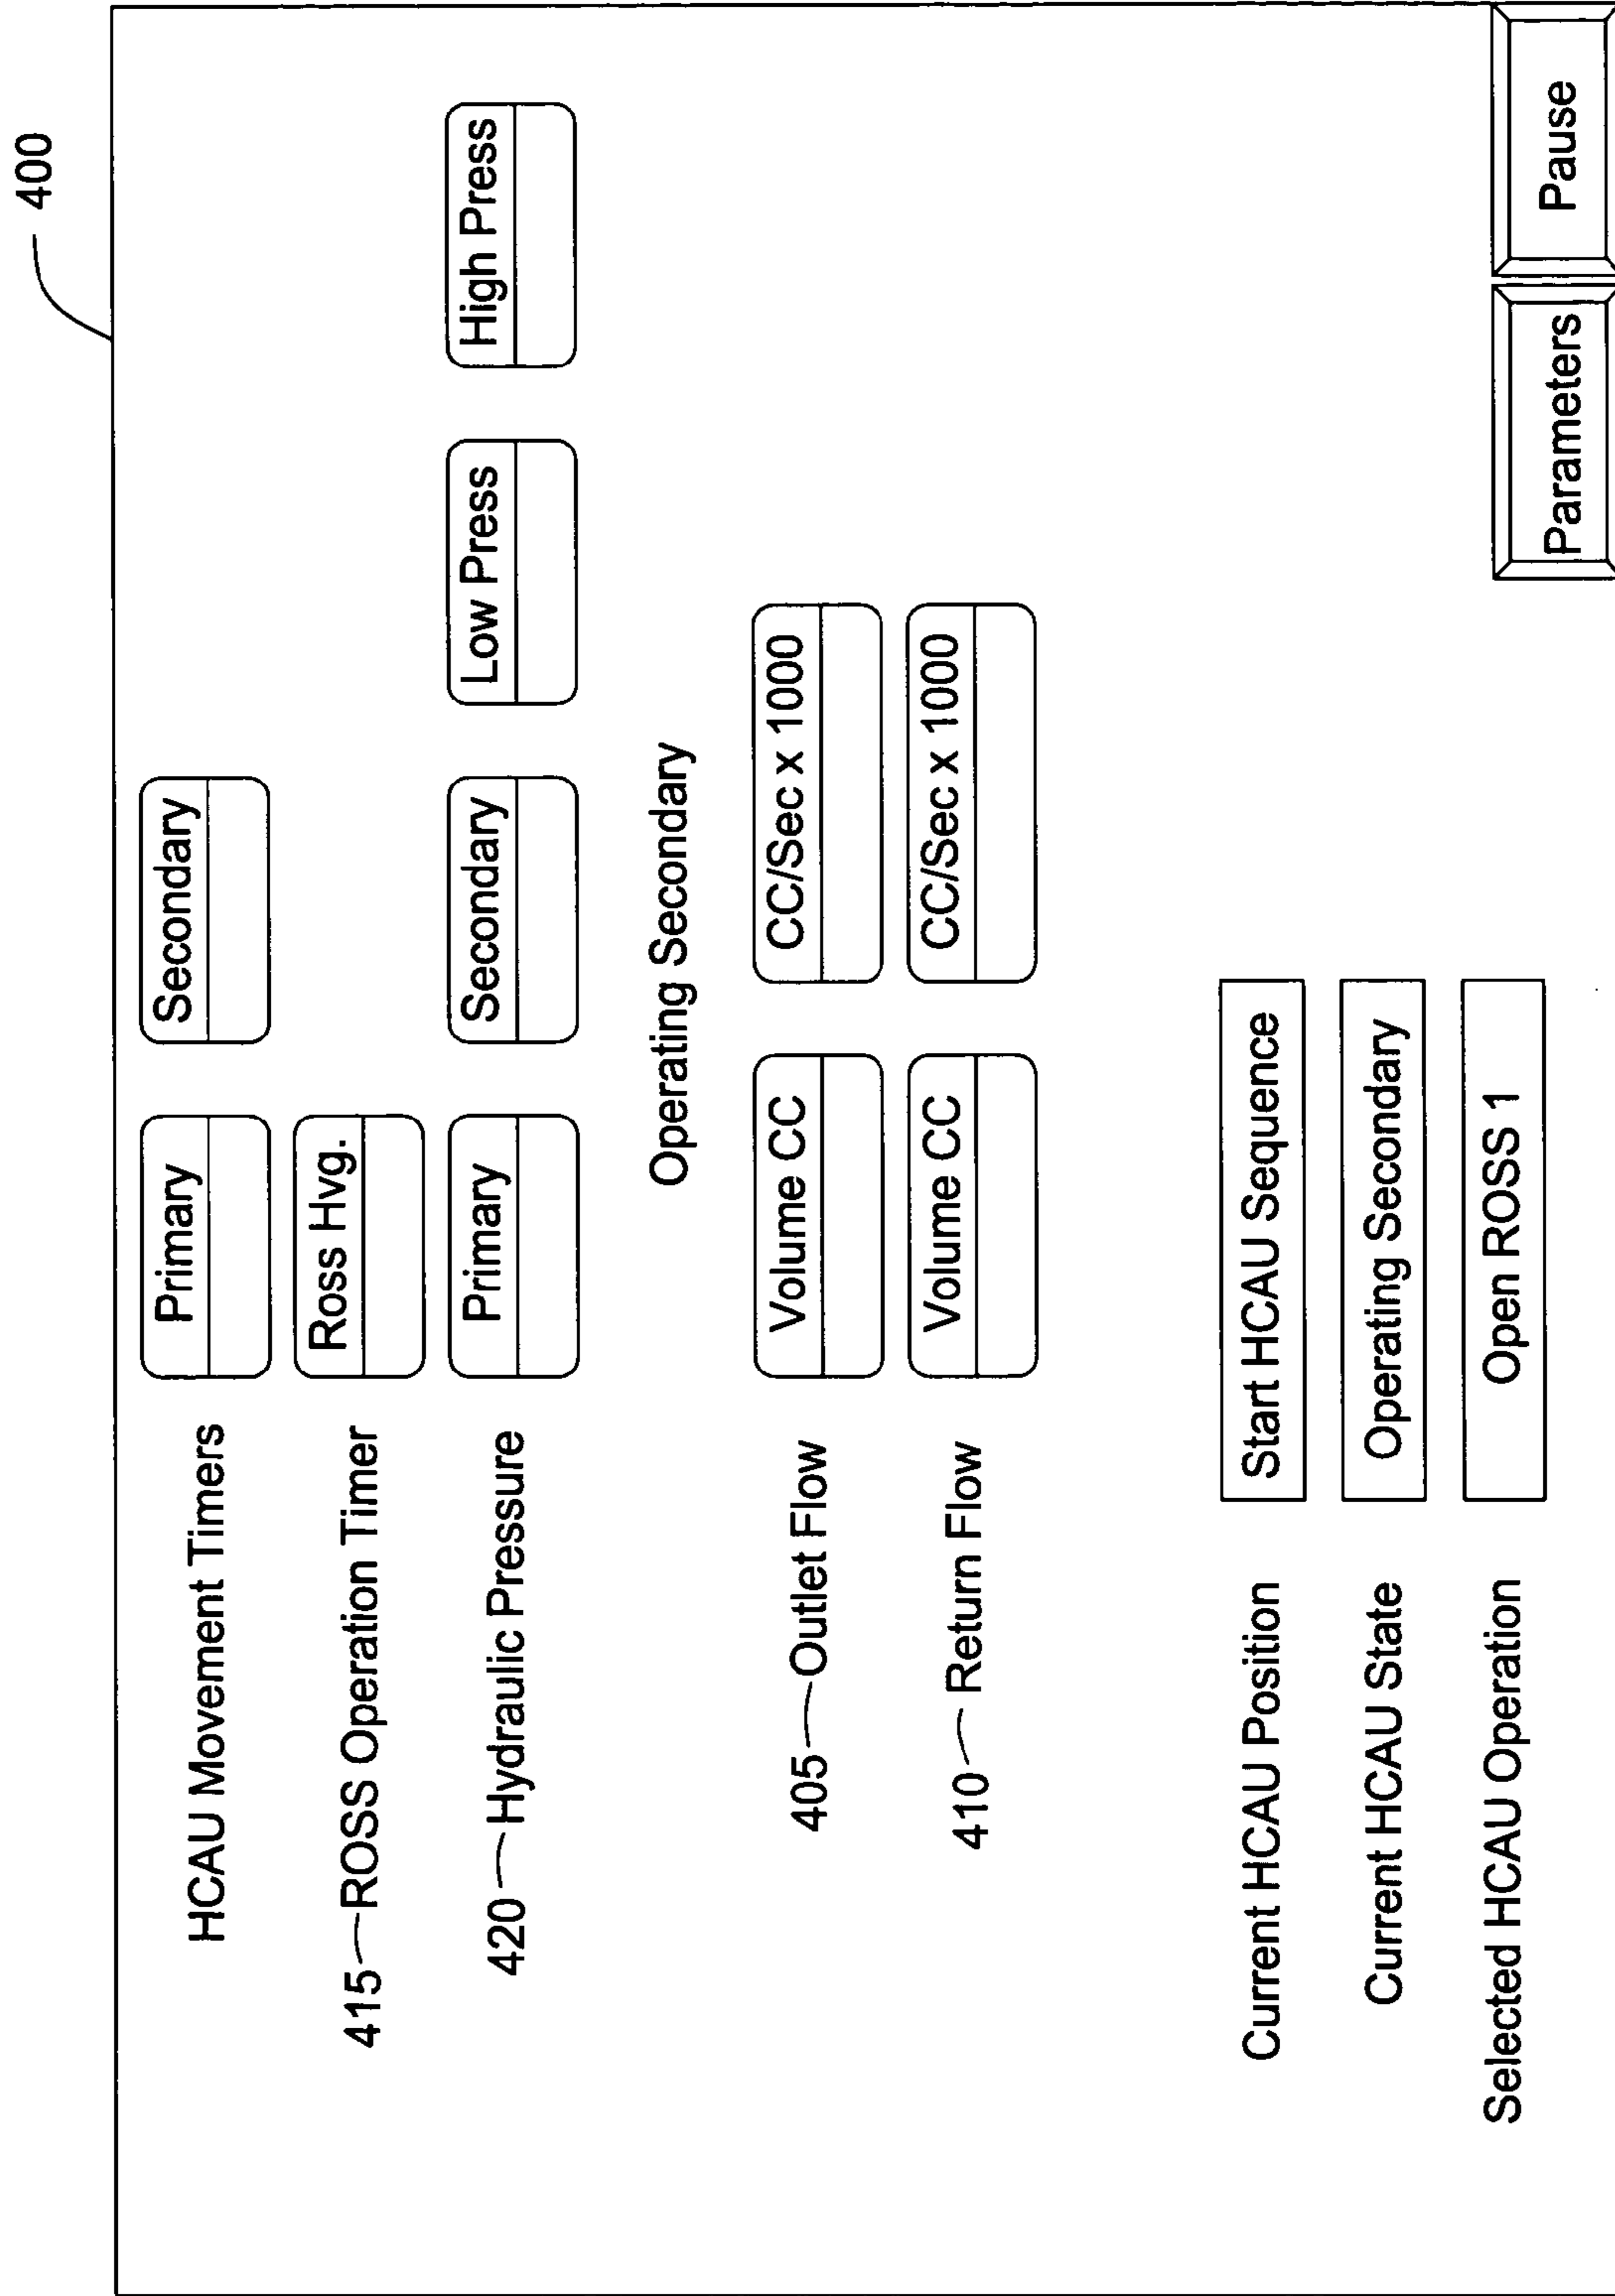 400
HCAU Movement Timers Primary Secondary
415 ROSS Operation Timer Ross Hvg.
420 Hydraulic Pressure Primary Secondary Low Press High Press
Operating Secondary
405 Outlet Flow Volume CC CC/Sec x 1000
410 Return Flow Volume CC CC/Sec x 1000
Current HCAU Position Start HCAU Sequence
Current HCAU State Operating Secondary
Selected HCAU Operation Open ROSS 1
Parameters Pause